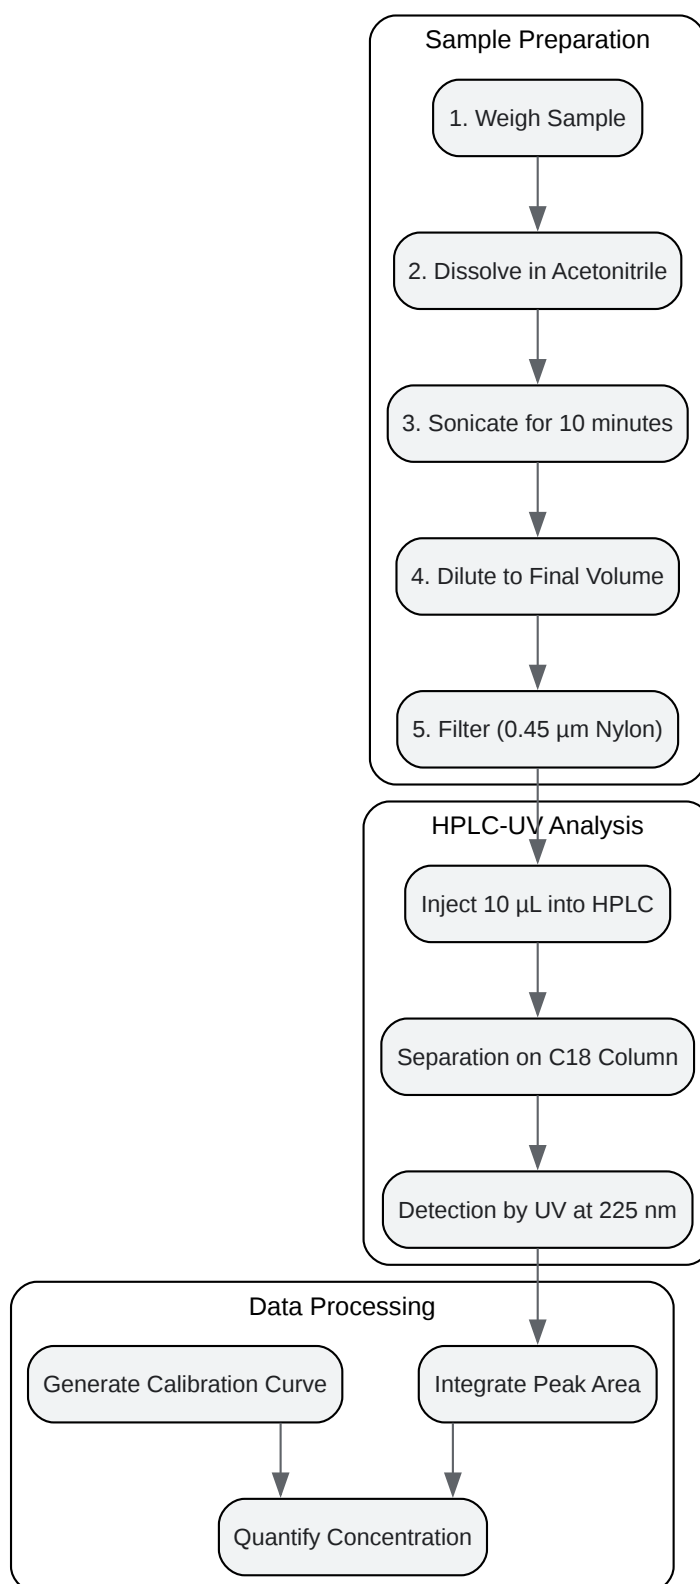 Sample Preparation
1. Weigh Sample
2. Dissolve in Acetonitrile
3. Sonicate for 10 minutes
4. Dilute to Final Volume
5. Filter (0.45 µm Nylon)
HPLC-UV Analysis
Inject 10 µL into HPLC
Separation on C18 Column
Detection by UV at 225 nm
Data Processing
Generate Calibration Curve
Integrate Peak Area
Quantify Concentration